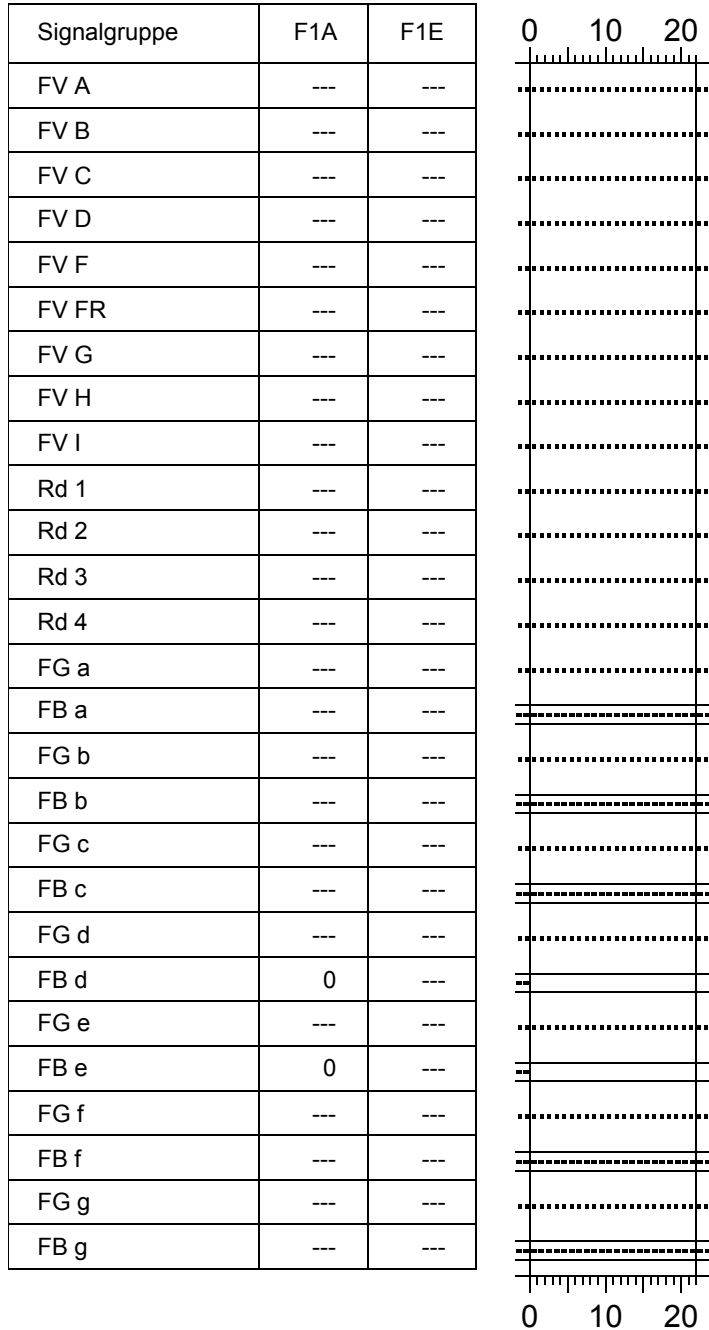 Signalgruppe F1A F1E 0 10 20
FV A --- ---
FV B --- ---
FV C --- ---
FV D --- ---
FV F --- ---
FV FR --- ---
FV G --- ---
FV H --- ---
FV I --- ---
Rd 1 --- ---
Rd 2 --- ---
Rd 3 --- ---
Rd 4 --- ---
FG a --- ---
FB a --- ---
FG b --- ---
FB b --- ---
FG c --- ---
FB c --- ---
FG d --- ---
FB d 0 ---
FG e --- ---
FB e 0 ---
FG f --- ---
FB f --- ---
FG g --- ---
FB g --- ---
0 10 20